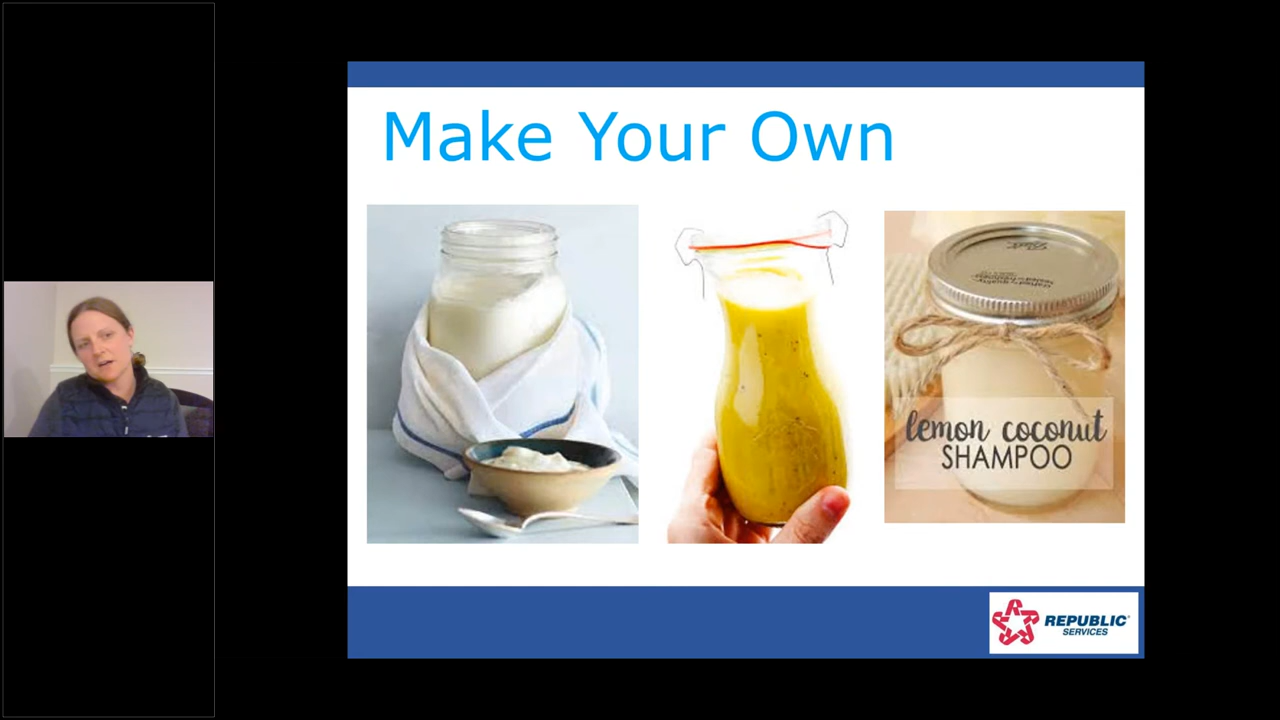 Make Your Own
lemon coconut
SHAMPOO
REPUBLIC
SERVICES